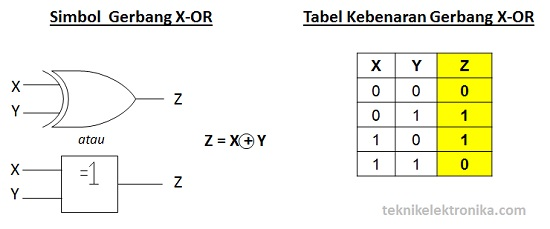 Simbol Gerbang X-OR
X
Y
Z
atau
X
Y
=1
Z
Z = X ⊕ Y
Tabel Kebenaran Gerbang X-OR
X Y Z
0 0 0
0 1 1
1 0 1
1 1 0
teknikelektronika.com